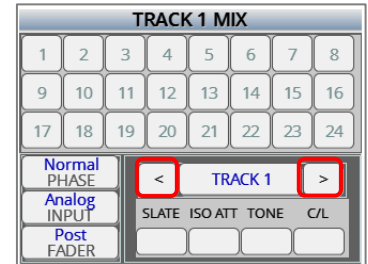 TRACK 1 MIX
1 2 3 4 5 6 7 8
9 10 11 12 13 14 15 16
17 18 19 20 21 22 23 24
Normal
PHASE
Analog
INPUT
Post
FADER
< TRACK 1 >
SLATE ISO ATT TONE C/L